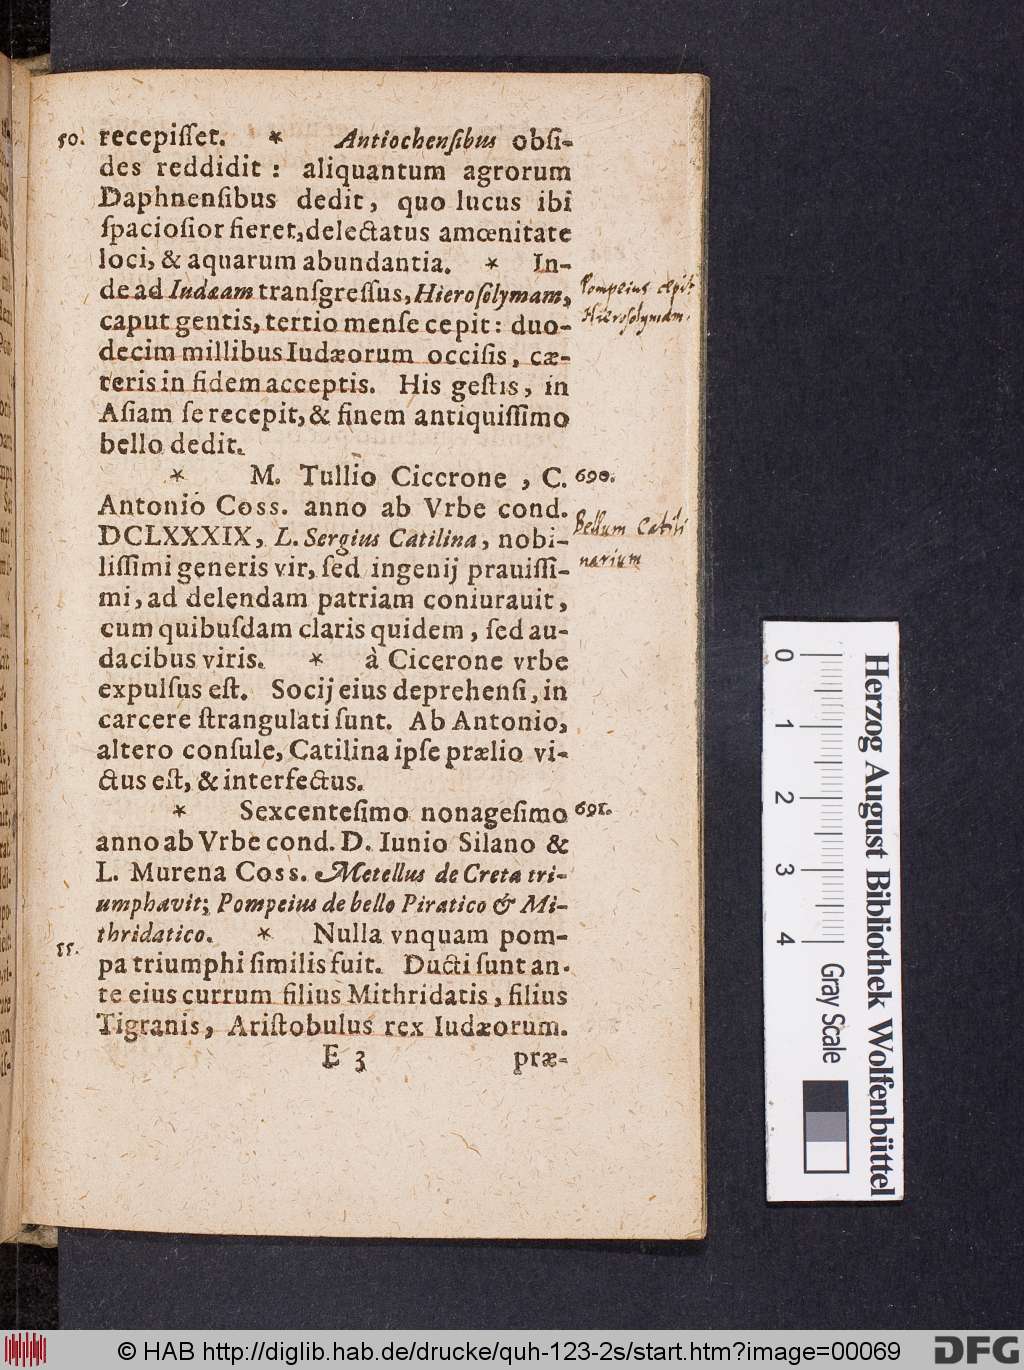 50. recepiſſet. * Antiochenſibus obſi-
des reddidit : aliquantum agrorum
Daphnenſibus dedit, quo lucus ibi
ſpacioſior fieret, delectatus amœnitate
loci, & aquarum abundantia. * In-
de ad Iudæam tranſgreſſus, Hieroſolymam,
Pompeius cepit
Hieroſolymam.
caput gentis, tertio menſe cepit : duo-
decim millibus Iudæorum occiſis, cæ-
teris in fidem acceptis. His geſtis, in
Aſiam ſe recepit, & finem antiquiſſimo
bello dedit.
* M. Tullio Cicerone , C. 690.
Antonio Coss. anno ab Vrbe cond.
Bellum Catili
narium
DCLXXXIX, L. Sergius Catilina, nobi-
liſſimi generis vir, ſed ingenij prauiſſi-
mi, ad delendam patriam coniurauit,
cum quibuſdam claris quidem, ſed au-
dacibus viris. * à Cicerone vrbe
expulſus eſt. Socij eius deprehenſi, in
carcere ſtrangulati ſunt. Ab Antonio,
altero conſule, Catilina ipſe prælio vi-
ctus eſt, & interfectus.
* Sexcenteſimo nonageſimo 691.
anno ab Vrbe cond. D. Iunio Silano &
L. Murena Coss. Metellus de Creta tri-
umphavit; Pompeius de bello Piratico & Mi-
55. thridatico. * Nulla vnquam pom-
pa triumphi ſimilis fuit. Ducti ſunt an-
te eius currum filius Mithridatis, filius
Tigranis, Ariſtobulus rex Iudæorum.
E 3 præ-
0 1 2 3 4
Gray Scale
Herzog August Bibliothek Wolfenbüttel
© HAB http://diglib.hab.de/drucke/quh-123-2s/start.htm?image=00069
DFG